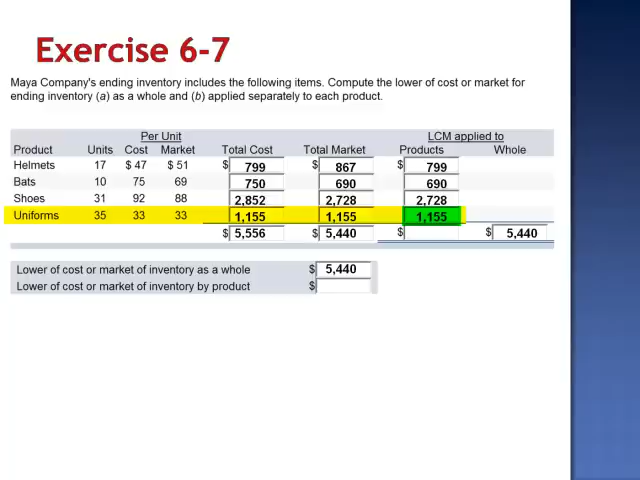 Exercise 6-7
Maya Company's ending inventory includes the following items. Compute the lower of cost or market for
ending inventory (a) as a whole and (b) applied separately to each product.
Per Unit LCM applied to
Product Units Cost Market Total Cost Total Market Products Whole
Helmets 17 $ 47 $ 51 $ 799 $ 867 $ 799
Bats 10 75 69 750 690 690
Shoes 31 92 88 2,852 2,728 2,728
Uniforms 35 33 33 1,155 1,155 1,155
$ 5,556 $ 5,440 $ $ 5,440
Lower of cost or market of inventory as a whole $ 5,440
Lower of cost or market of inventory by product $